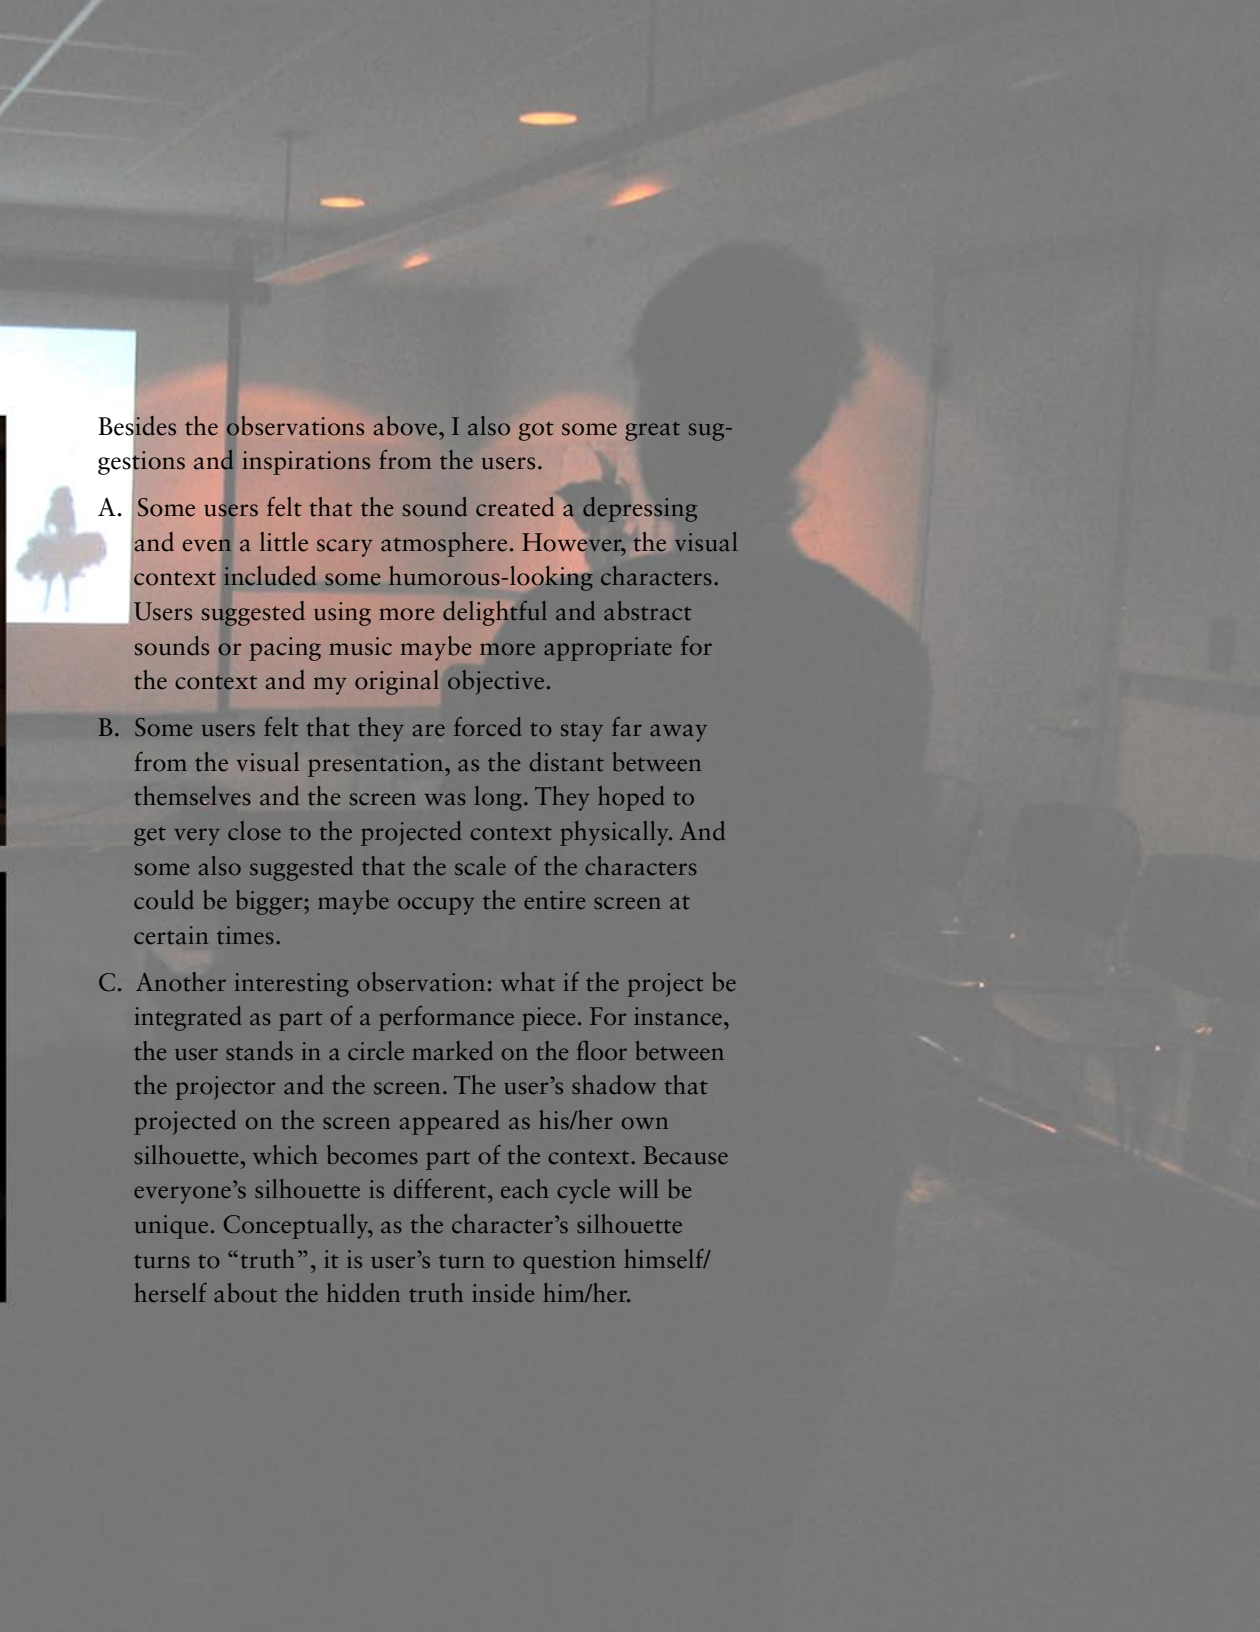 Besides the observations above, I also got some great sug-
gestions and inspirations from the users.
A. Some users felt that the sound created a depressing
and even a little scary atmosphere. However, the visual
context included some humorous-looking characters.
Users suggested using more delightful and abstract
sounds or pacing music maybe more appropriate for
the context and my original objective.
B. Some users felt that they are forced to stay far away
from the visual presentation, as the distant between
themselves and the screen was long. They hoped to
get very close to the projected context physically. And
some also suggested that the scale of the characters
could be bigger; maybe occupy the entire screen at
certain times.
C. Another interesting observation: what if the project be
integrated as part of a performance piece. For instance,
the user stands in a circle marked on the floor between
the projector and the screen. The user’s shadow that
projected on the screen appeared as his/her own
silhouette, which becomes part of the context. Because
everyone’s silhouette is different, each cycle will be
unique. Conceptually, as the character’s silhouette
turns to “truth”, it is user’s turn to question himself/
herself about the hidden truth inside him/her.